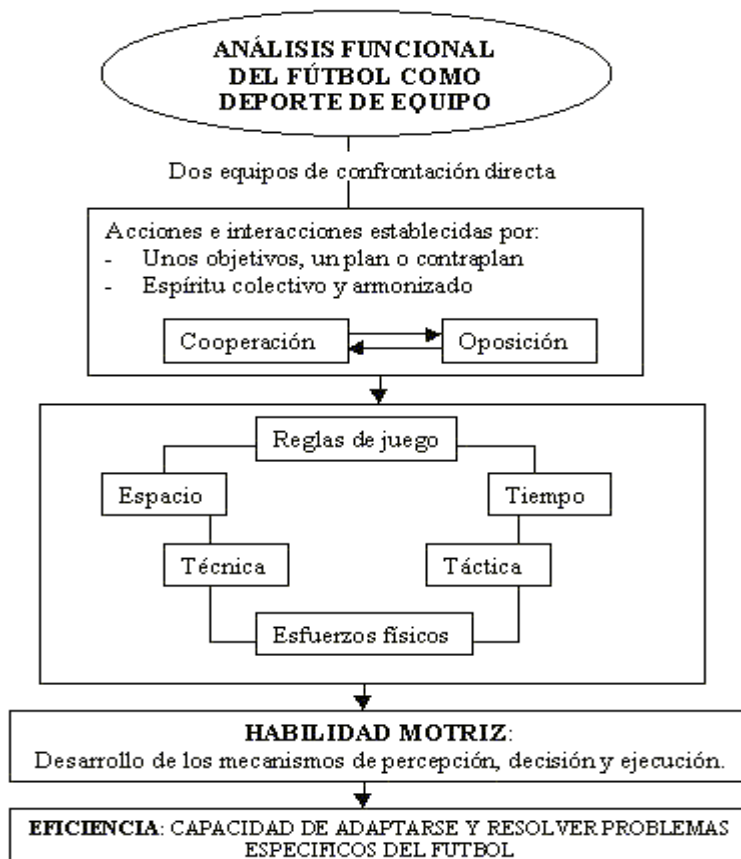 ANÁLISIS FUNCIONAL
DEL FÚTBOL COMO
DEPORTE DE EQUIPO
Dos equipos de confrontación directa
Acciones e interacciones establecidas por:
- Unos objetivos, un plan o contraplan
- Espíritu colectivo y armonizado
Cooperación
Oposición
Reglas de juego
Espacio
Tiempo
Técnica
Táctica
Esfuerzos físicos
HABILIDAD MOTRIZ:
Desarrollo de los mecanismos de percepción, decisión y ejecución.
EFICIENCIA: CAPACIDAD DE ADAPTARSE Y RESOLVER PROBLEMAS
ESPECIFICOS DEL FUTBOL